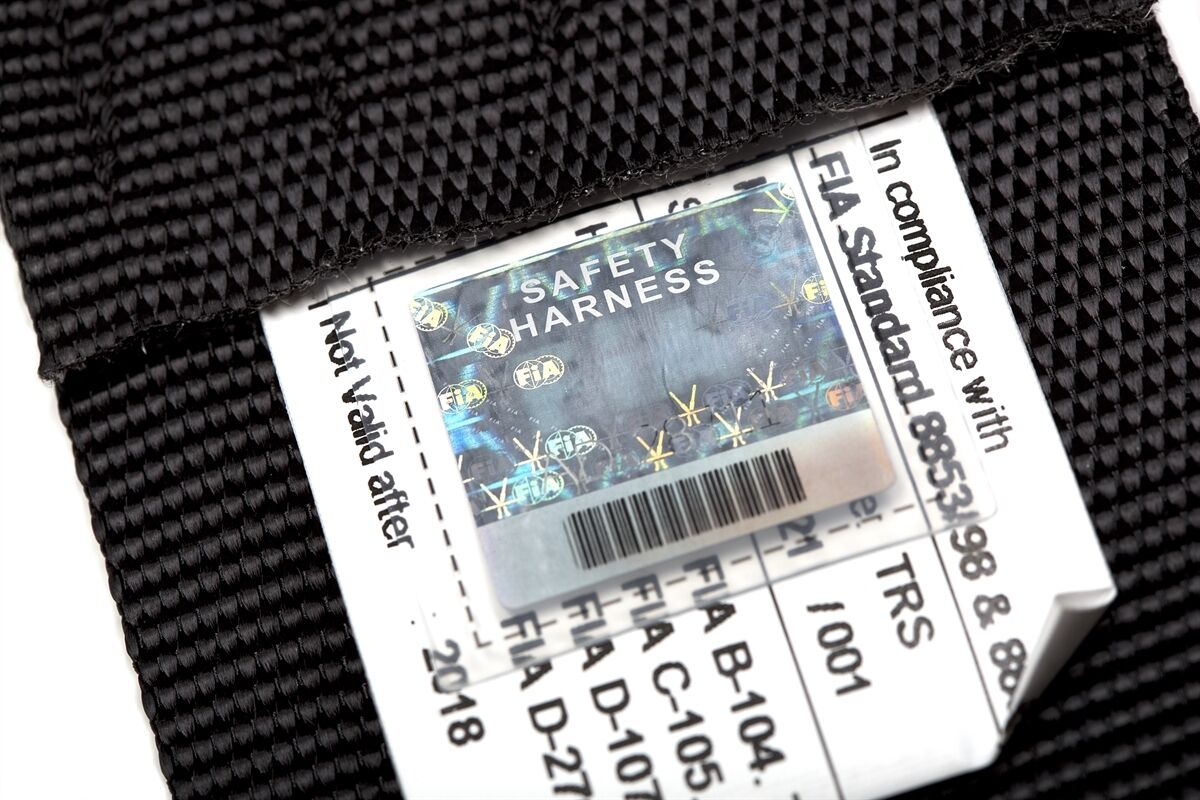 In compliance with
FIA Standard 8853/98 & 88
TRS
/001
SAFETY
HARNESS
FIA
FIA B-104.
FIA C-105.
FIA D-107
FIA D-27
Not Valid after
2018